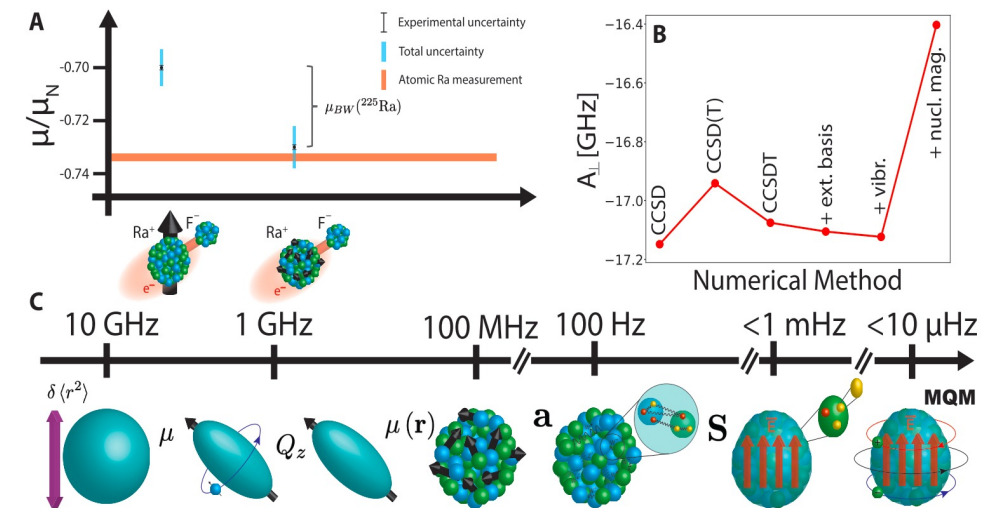 A
Experimental uncertainty
Total uncertainty
Atomic Ra measurement
-0.70
-0.72
-0.74
μ/μN
μBW(²²⁵Ra)
Ra⁺ F⁻
e⁻
Ra⁺ F⁻
e⁻
B
−16.4
−16.6
−16.8
−17.0
−17.2
A⊥ [GHz]
CCSD
CCSD(T)
CCSDT
+ ext. basis
+ vibr.
+ nucl. mag.
Numerical Method
C
10 GHz 1 GHz 100 MHz 100 Hz <1 mHz <10 μHz
MQM
δ⟨r²⟩
μ
Qz
μ(r)
a
S
E
E